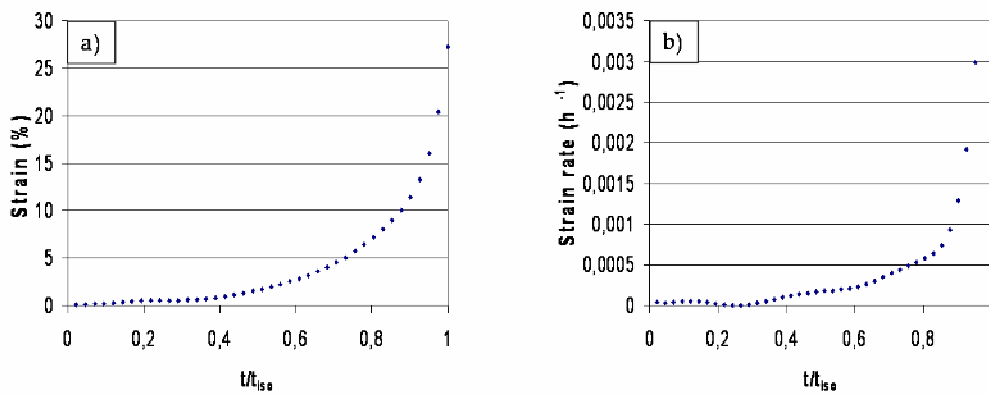 a)
30
25
20
15
10
5
0
Strain (%)
0 0,2 0,4 0,6 0,8 1
t/tise
b)
0,0035
0,003
0,0025
0,002
0,0015
0,001
0,0005
0
Strain rate (h⁻¹)
0 0,2 0,4 0,6 0,8
t/tise